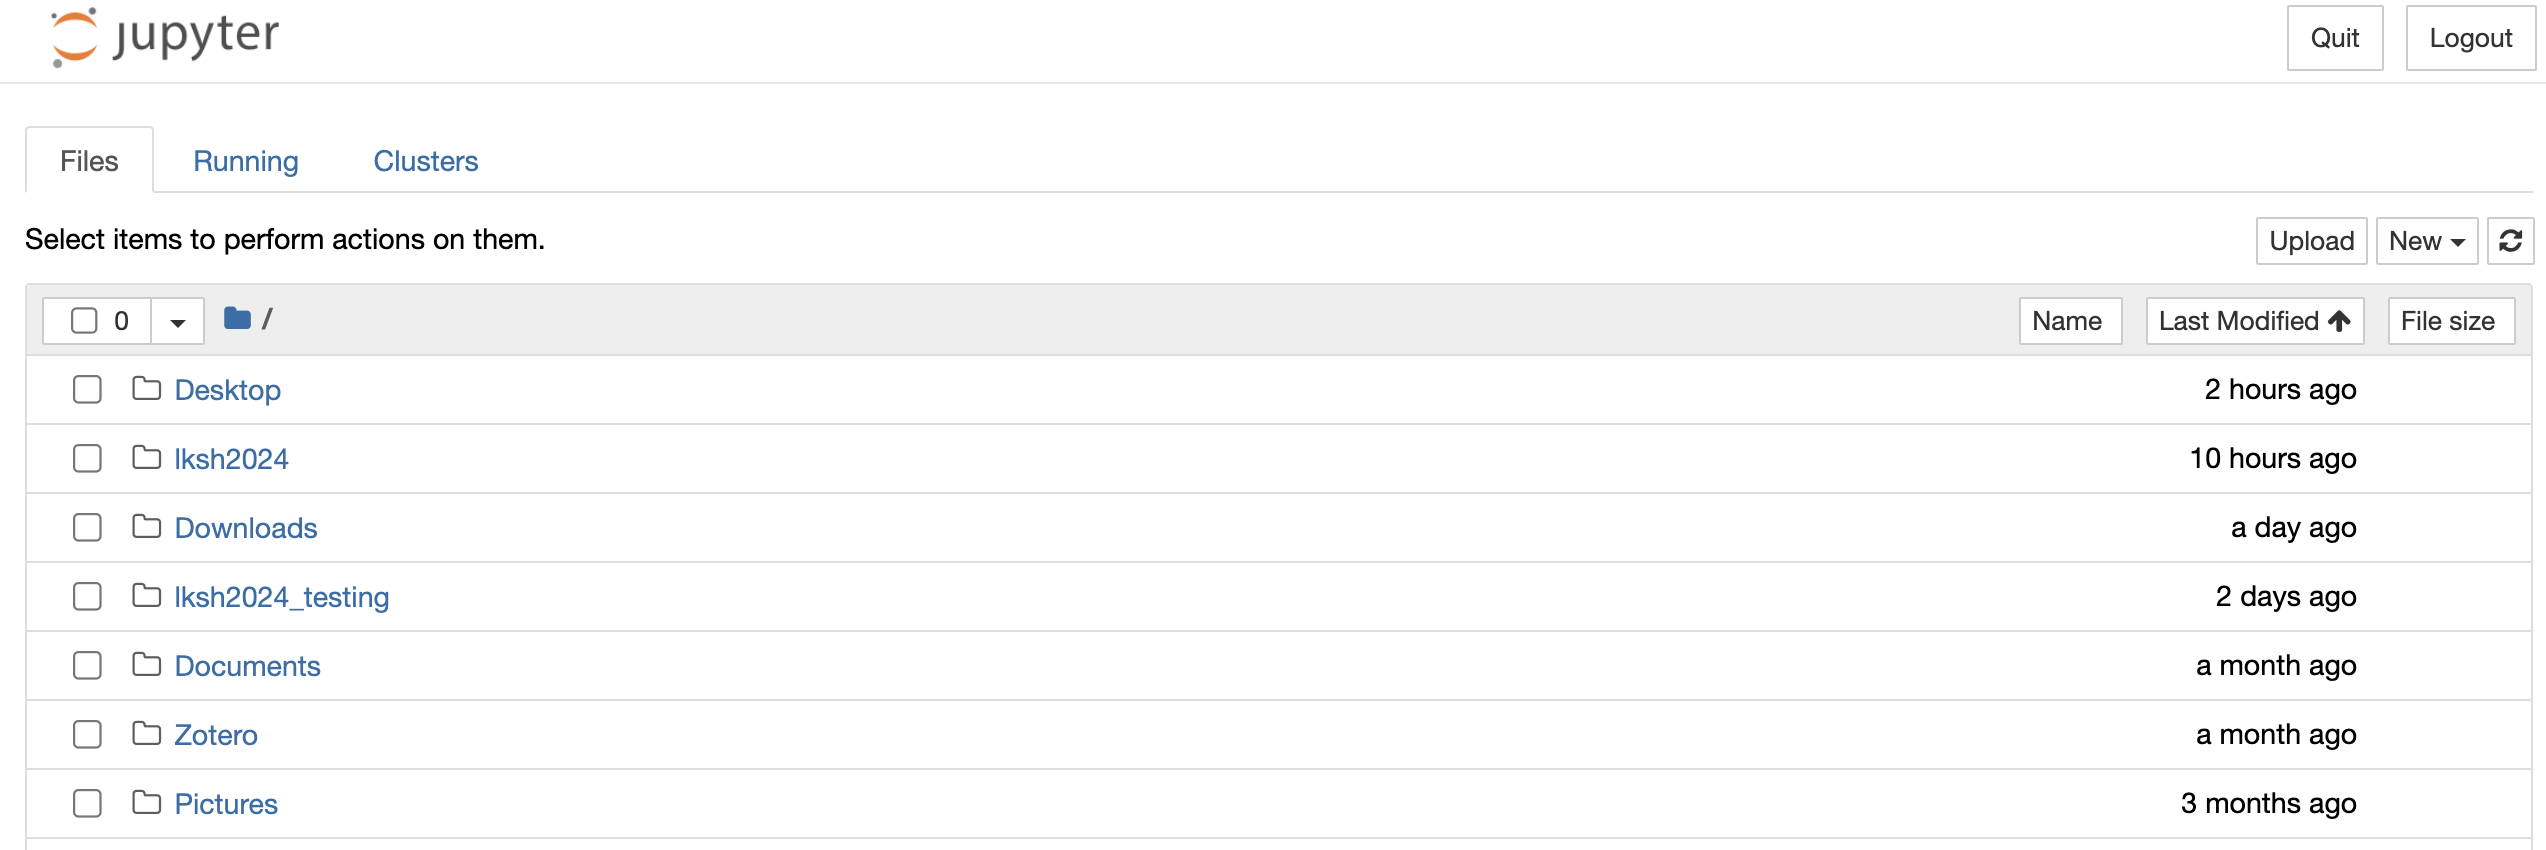 jupyter
Quit Logout
Files Running Clusters
Select items to perform actions on them.
Upload New
0 / Name Last Modified File size
Desktop 2 hours ago
lksh2024 10 hours ago
Downloads a day ago
lksh2024_testing 2 days ago
Documents a month ago
Zotero a month ago
Pictures 3 months ago